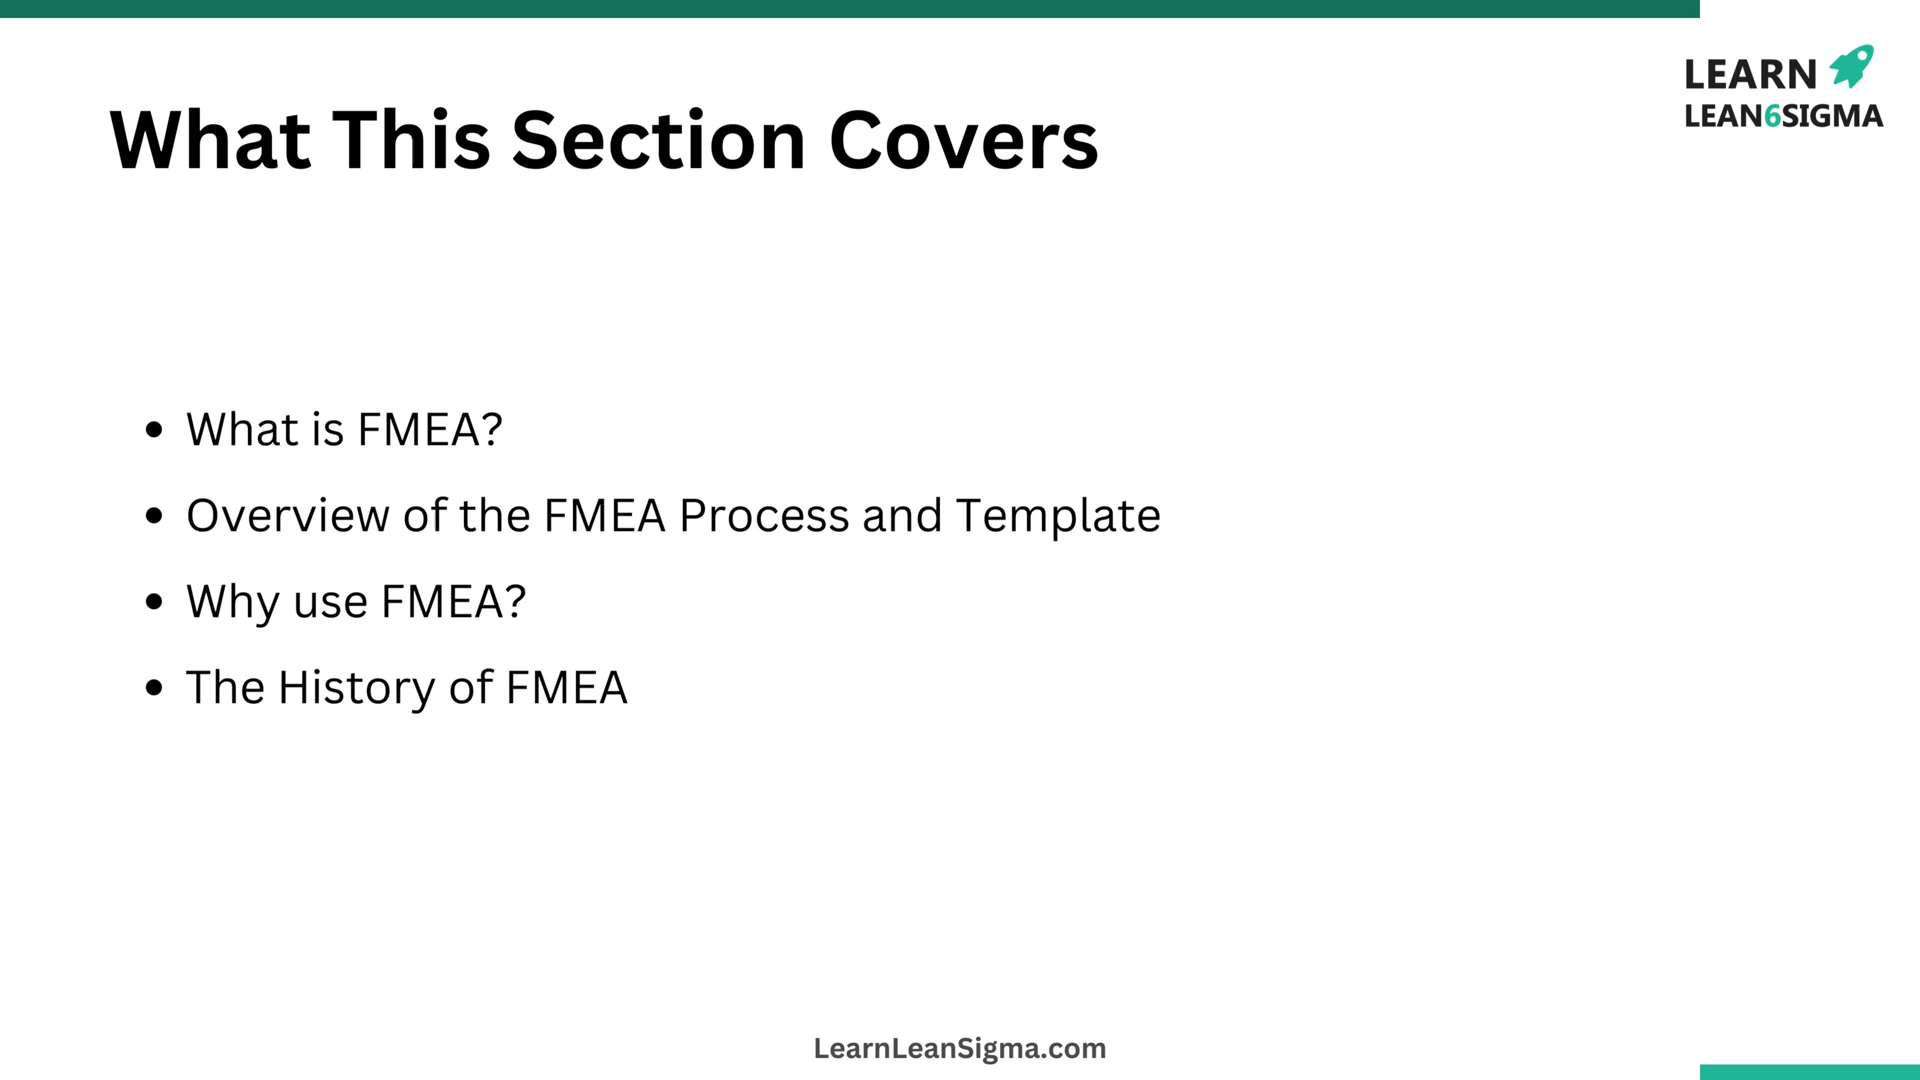 LEARN
LEAN6SIGMA
What This Section Covers
• What is FMEA?
• Overview of the FMEA Process and Template
• Why use FMEA?
• The History of FMEA
LearnLeanSigma.com